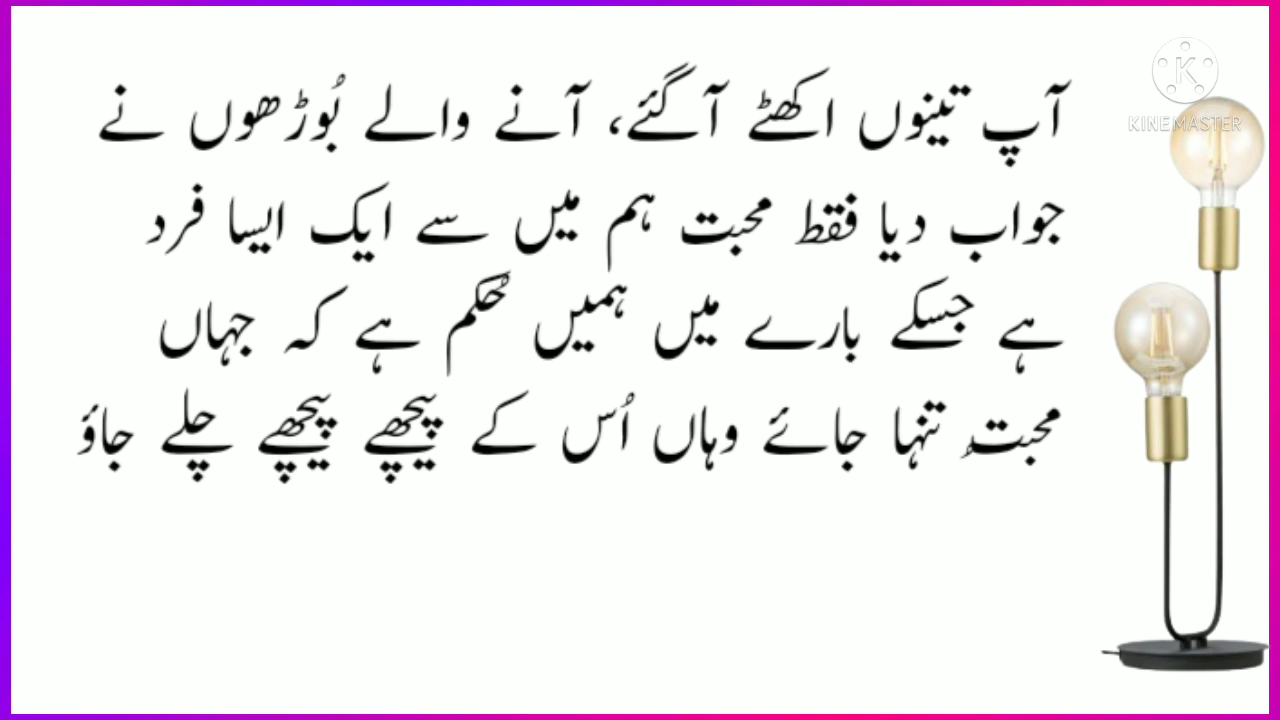 آپ تینوں اکھٹے آگئے، آنے والے بُوڑھوں نے
جواب دیا فقط محبت ہم میں سے ایک ایسا فرد
ہے جسکے بارے میں ہمیں حُکم ہے کہ جہاں
محبتِ تنہا جائے وہاں اُس کے پیچھے پیچھے چلے جاؤ
K
KINEMASTER